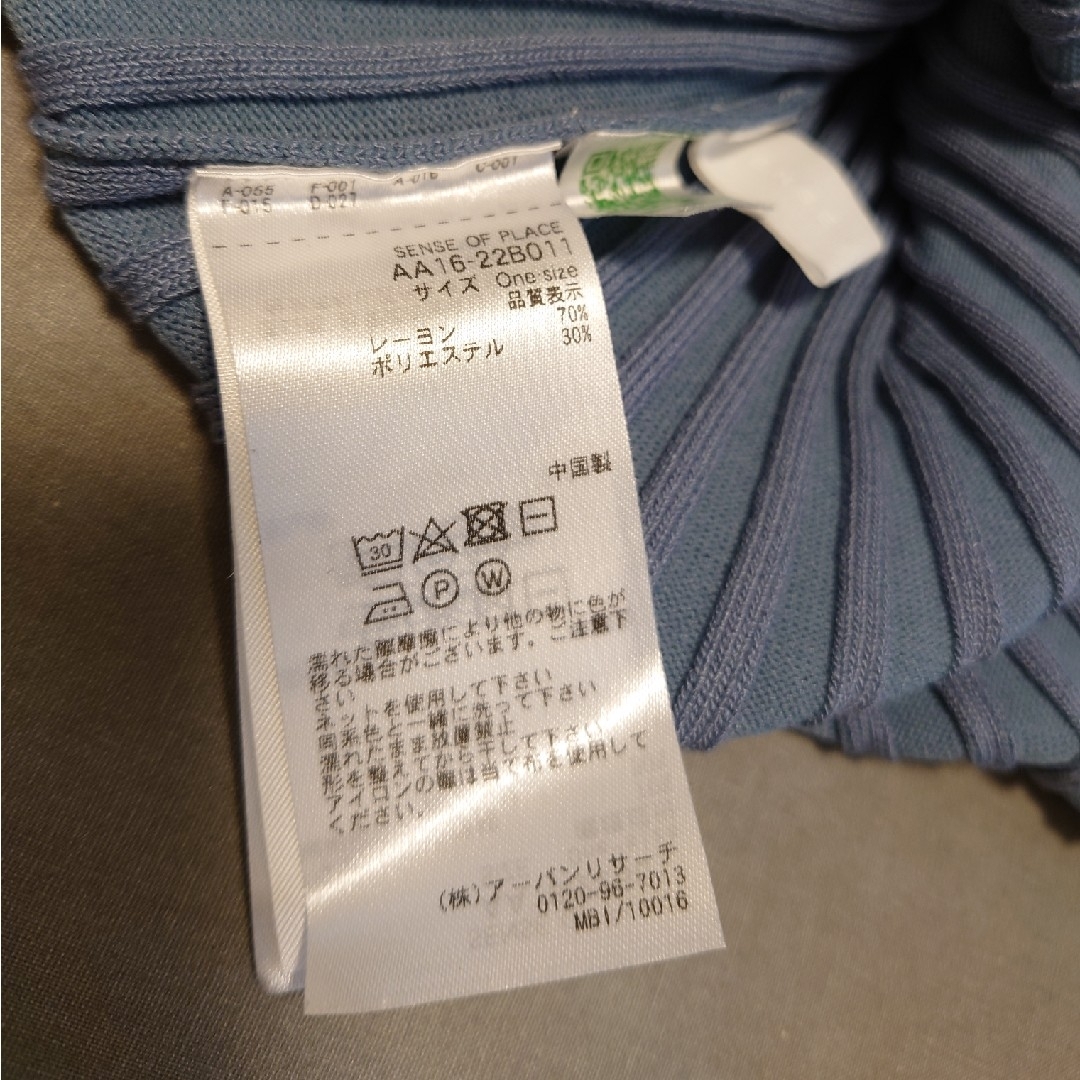 A-055 F-001 A-016 C-001
F-015 D-027
SENSE OF PLACE
AA16-22B011
サイズ One size
品質表示
レーヨン 70%
ポリエステル 30%
中国製
30
P W
濡れた際摩擦により他の物に色が
移る場合がございます。ご注意下
さい
ネットを使用して下さい
同系色と一緒に洗って下さい
濡れたまま放置禁止
形を整えてから干して下さい
アイロンの際は当て布を使用して
ください。
(株)アーバンリサーチ
0120-96-7013
MB1/10016